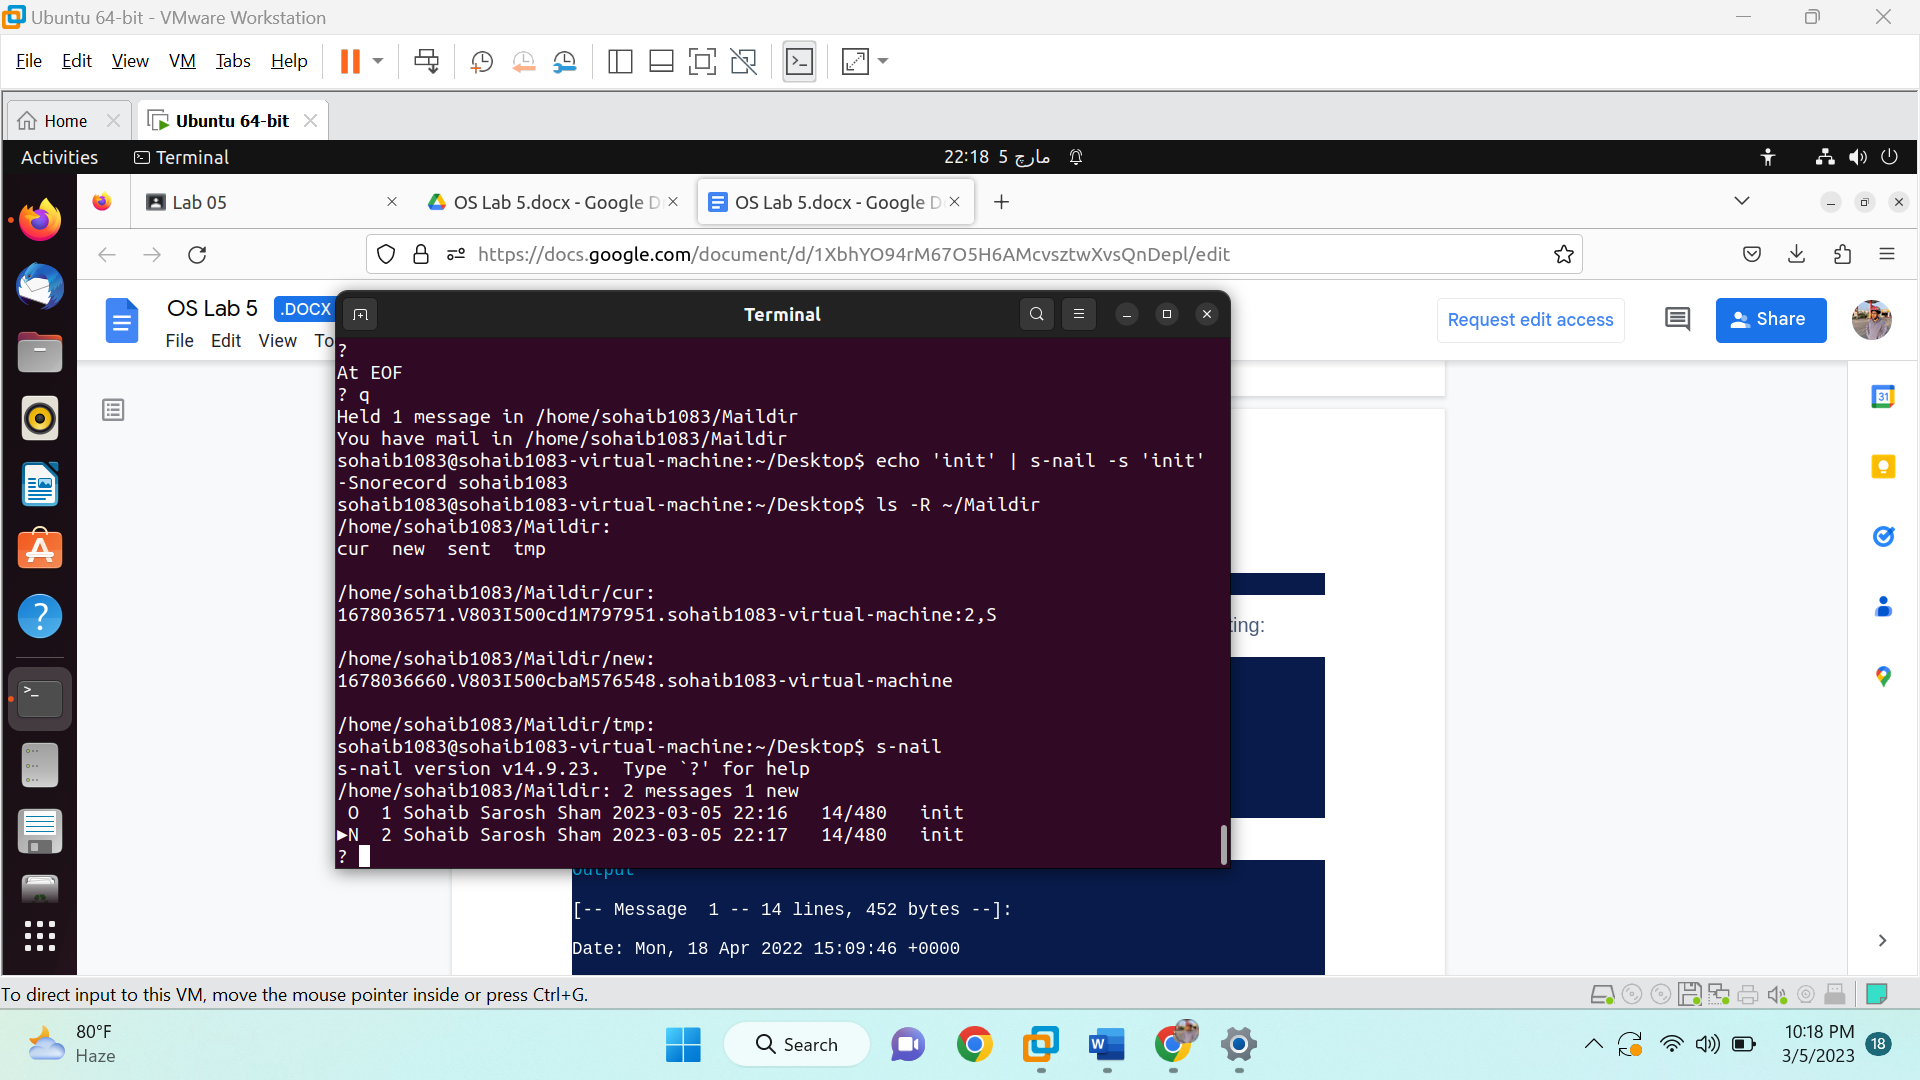 Ubuntu 64-bit - VMware Workstation
File Edit View VM Tabs Help
Home
Ubuntu 64-bit
Activities
Terminal
22:18 5 مارچ
Lab 05
OS Lab 5.docx - Google D
OS Lab 5.docx - Google D
https://docs.google.com/document/d/1XbhYO94rM67O5H6AMcvsztwXvsQnDepl/edit
OS Lab 5
.DOCX
File Edit View To
Request edit access
Share
Terminal
?
At EOF
? q
Held 1 message in /home/sohaib1083/Maildir
You have mail in /home/sohaib1083/Maildir
sohaib1083@sohaib1083-virtual-machine:~/Desktop$ echo 'init' | s-nail -s 'init'
-Snorecord sohaib1083
sohaib1083@sohaib1083-virtual-machine:~/Desktop$ ls -R ~/Maildir
/home/sohaib1083/Maildir:
cur  new  sent  tmp
/home/sohaib1083/Maildir/cur:
1678036571.V803I500cd1M797951.sohaib1083-virtual-machine:2,S
/home/sohaib1083/Maildir/new:
1678036660.V803I500cbaM576548.sohaib1083-virtual-machine
/home/sohaib1083/Maildir/tmp:
sohaib1083@sohaib1083-virtual-machine:~/Desktop$ s-nail
s-nail version v14.9.23.  Type `?' for help
/home/sohaib1083/Maildir: 2 messages 1 new
O  1 Sohaib Sarosh Sham 2023-03-05 22:16   14/480   init
▶N  2 Sohaib Sarosh Sham 2023-03-05 22:17   14/480   init
?
ting:
Output
[-- Message  1 -- 14 lines, 452 bytes --]:
Date: Mon, 18 Apr 2022 15:09:46 +0000
31
To direct input to this VM, move the mouse pointer inside or press Ctrl+G.
80°F
Haze
Search
10:18 PM
3/5/2023
18